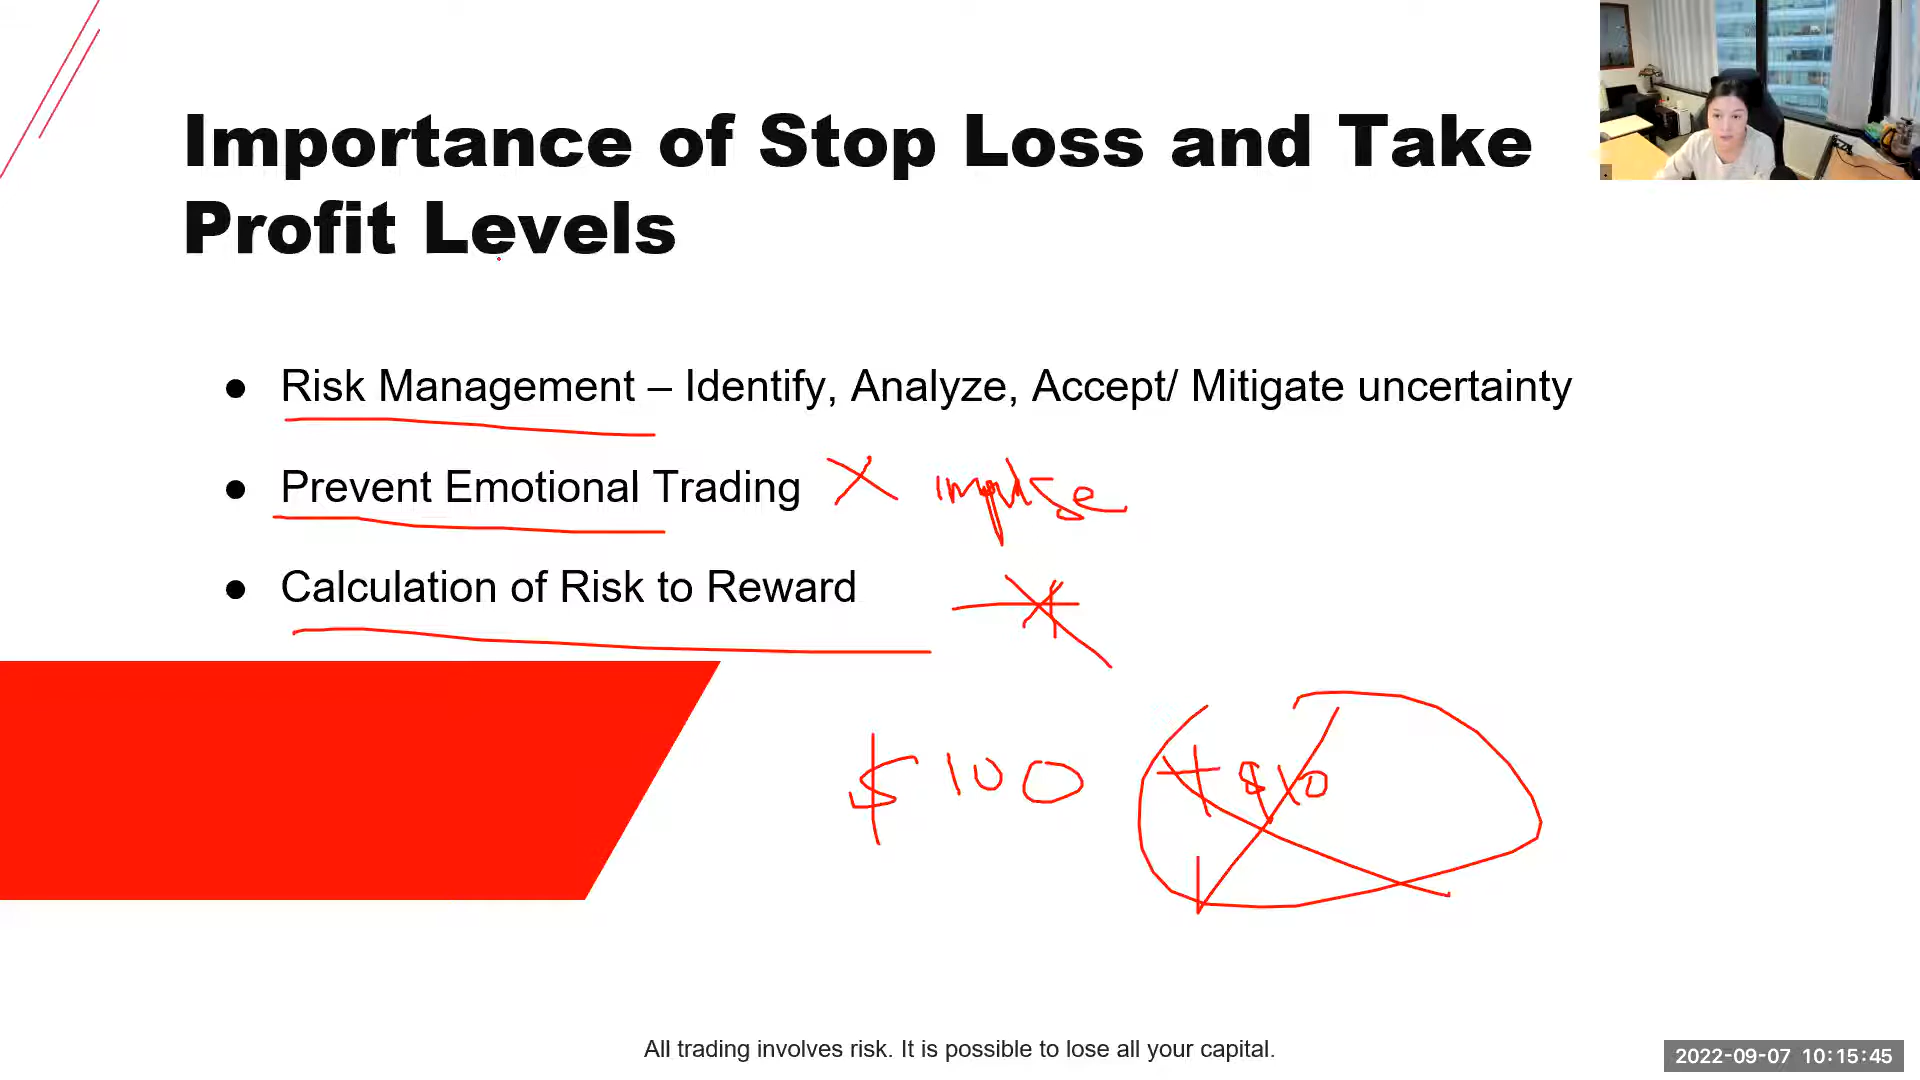 Importance of Stop Loss and Take
Profit Levels
● Risk Management – Identify, Analyze, Accept/ Mitigate uncertainty
● Prevent Emotional Trading X impulse
● Calculation of Risk to Reward
$100 + $10
All trading involves risk. It is possible to lose all your capital.
2022-09-07 10:15:45